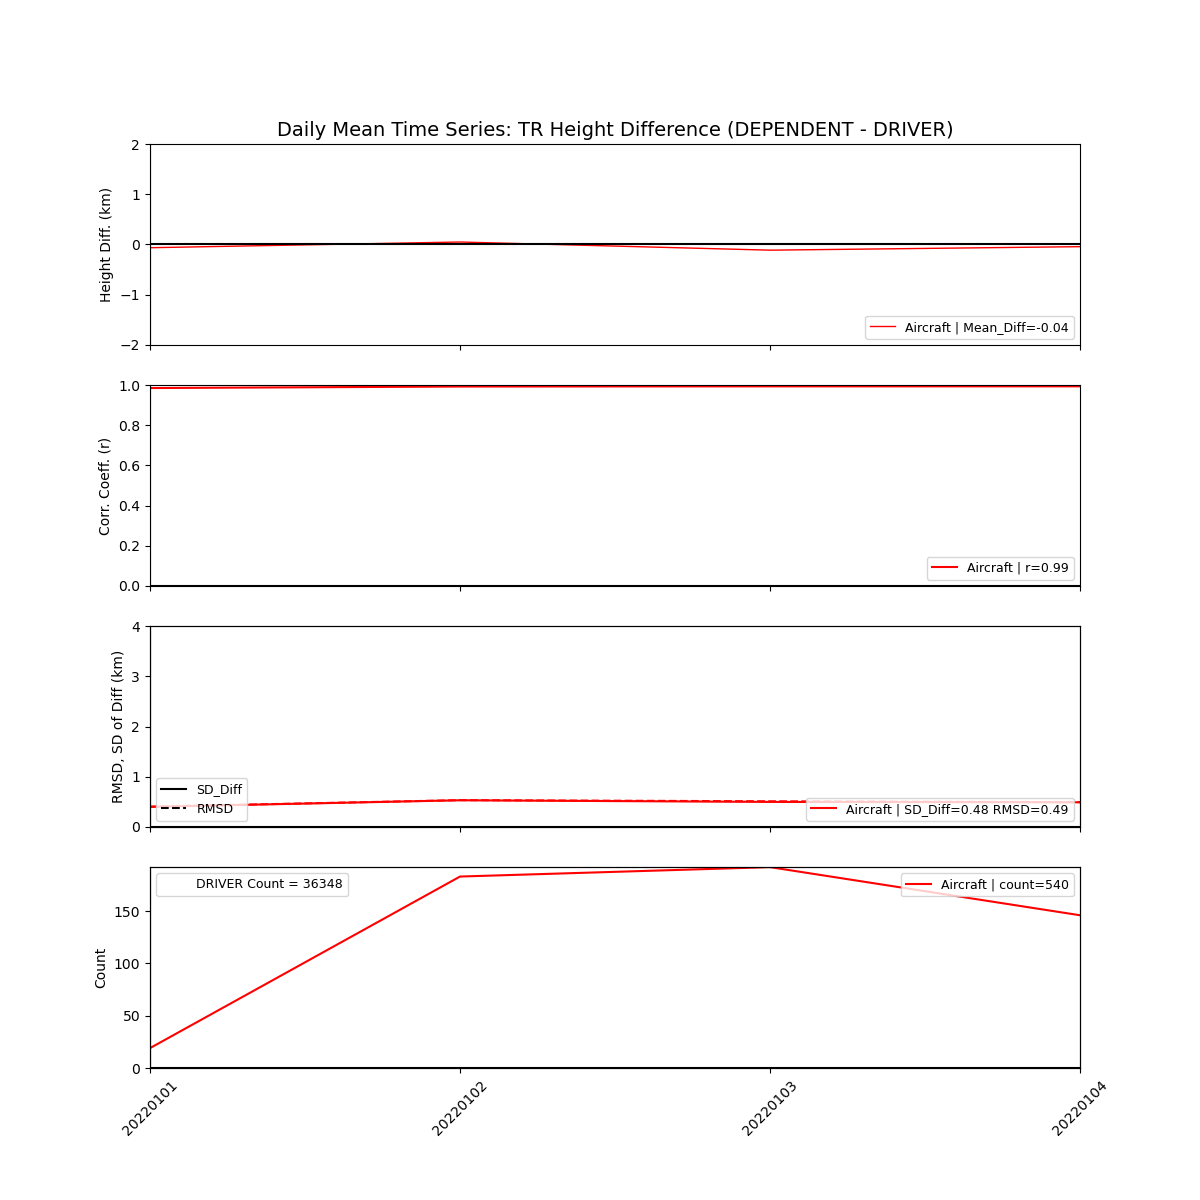 Daily Mean Time Series: TR Height Difference (DEPENDENT - DRIVER)
2
1
0
−1
−2
Height Diff. (km)
Aircraft | Mean_Diff=-0.04
1.0
0.8
0.6
0.4
0.2
0.0
Corr. Coeff. (r)
Aircraft | r=0.99
4
3
2
1
0
RMSD, SD of Diff (km)
SD_Diff
RMSD
Aircraft | SD_Diff=0.48 RMSD=0.49
150
100
50
0
Count
DRIVER Count = 36348
Aircraft | count=540
20220101
20220102
20220103
20220104